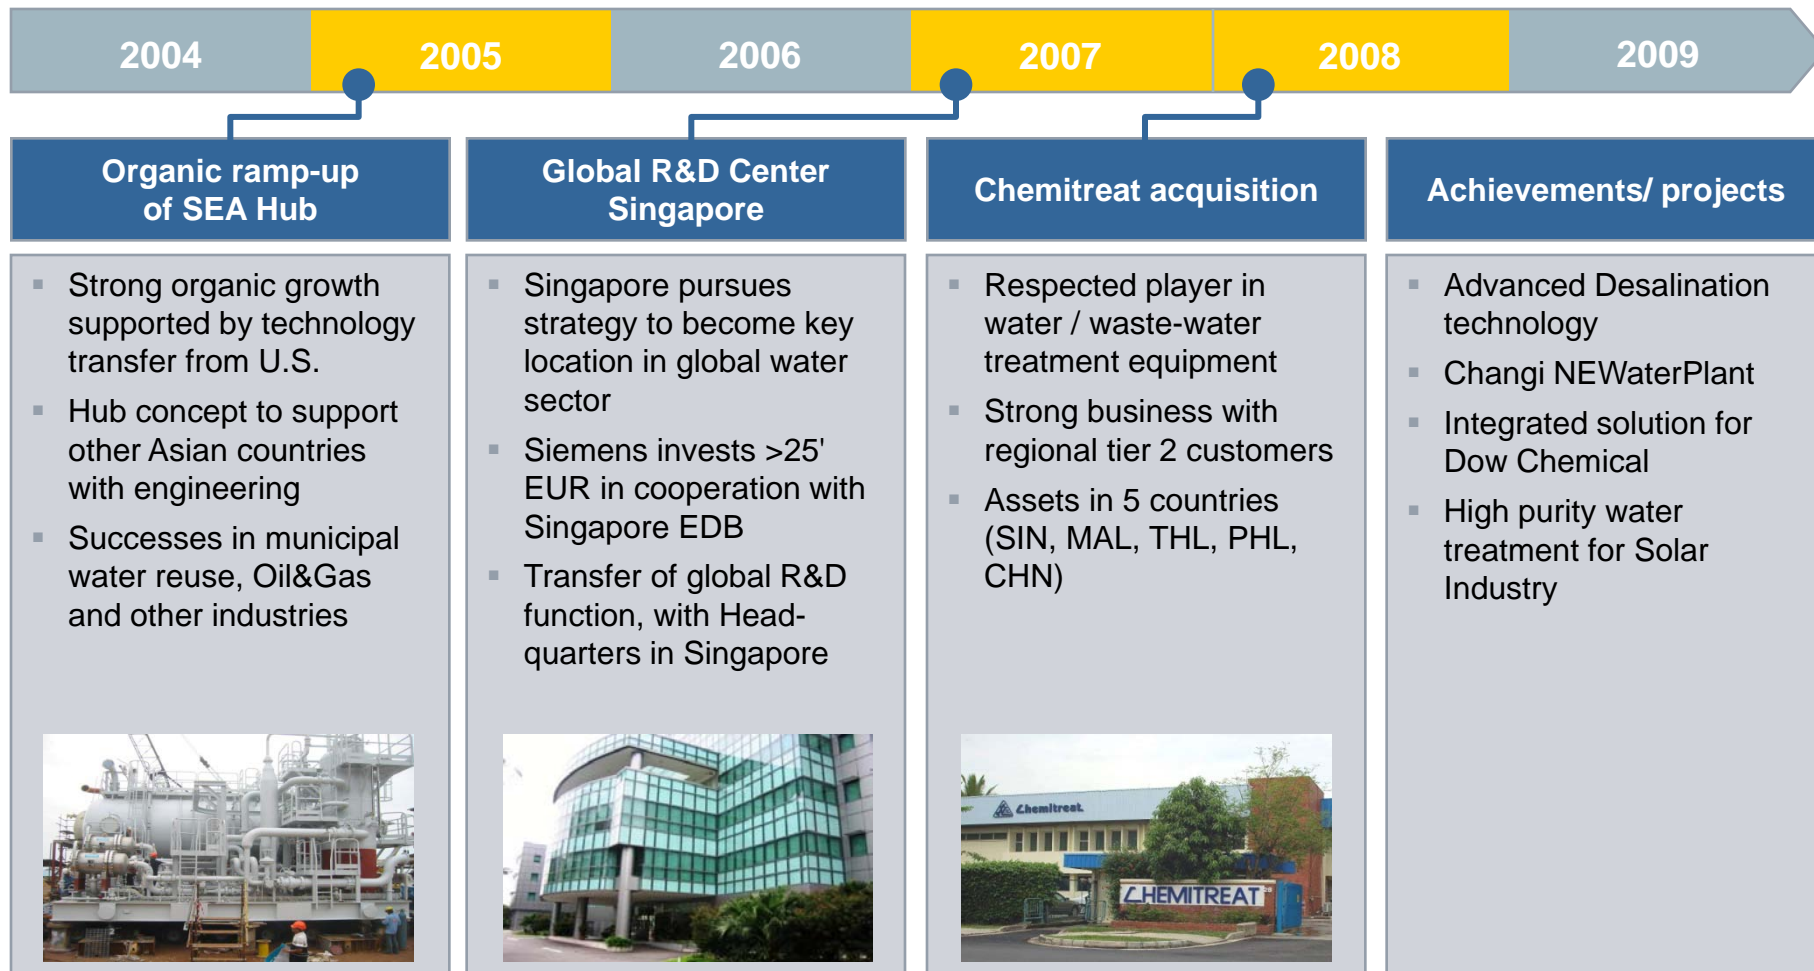 2004
2005
2006
2007
2008
2009
Organic ramp-up
of SEA Hub
Strong organic growth
supported by technology
transfer from U.S.
Hub concept to support
other Asian countries
with engineering
Successes in municipal
water reuse, Oil&Gas
and other industries
Global R&D Center
Singapore
Singapore pursues
strategy to become key
location in global water
sector
Siemens invests >25'
EUR in cooperation with
Singapore EDB
Transfer of global R&D
function, with Head-
quarters in Singapore
Chemitreat acquisition
Respected player in
water / waste-water
treatment equipment
Strong business with
regional tier 2 customers
Assets in 5 countries
(SIN, MAL, THL, PHL,
CHN)
Chemitreat
CHEMITREAT
Achievements/ projects
Advanced Desalination
technology
Changi NEWaterPlant
Integrated solution for
Dow Chemical
High purity water
treatment for Solar
Industry